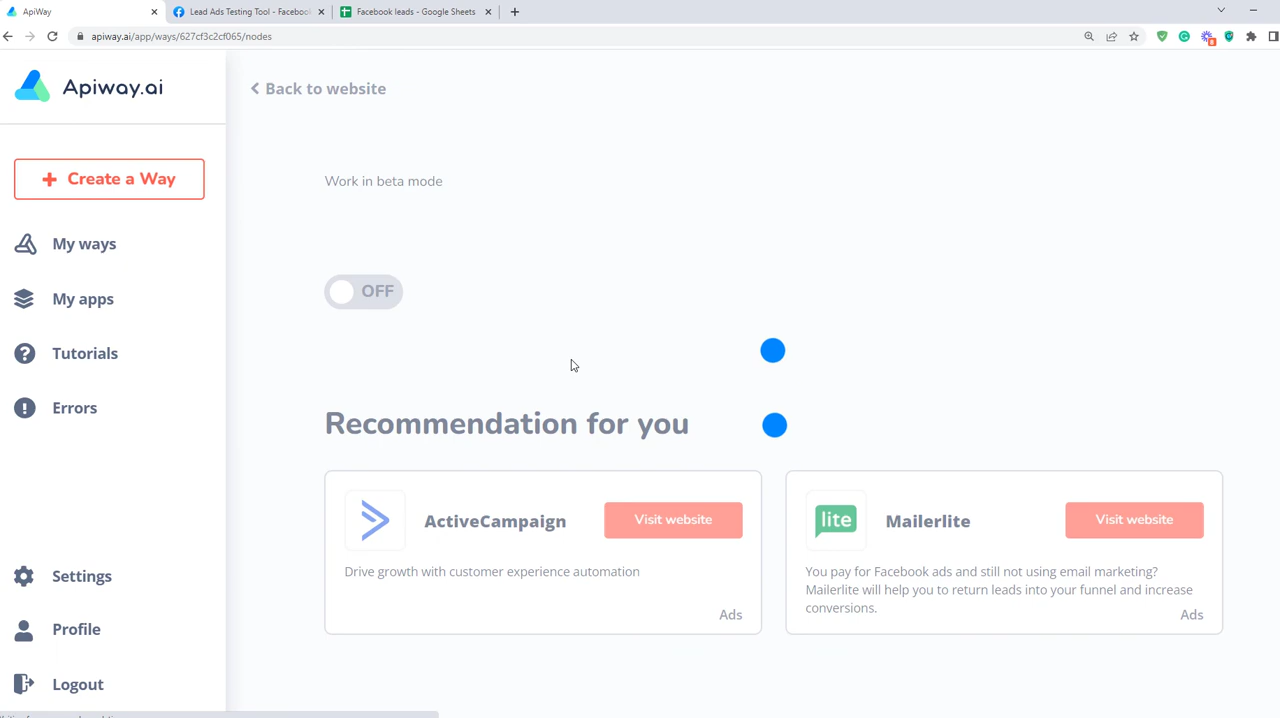 ApiWay
Lead Ads Testing Tool - Facebook
Facebook leads - Google Sheets
apiway.ai/app/ways/627cf3c2cf065/nodes
Apiway.ai
Back to website
Create a Way
Work in beta mode
My ways
OFF
My apps
Tutorials
Errors
Recommendation for you
ActiveCampaign
Visit website
Drive growth with customer experience automation
Ads
Mailerlite
Visit website
You pay for Facebook ads and still not using email marketing?
Mailerlite will help you to return leads into your funnel and increase
conversions.
Ads
lite
Settings
Profile
Logout